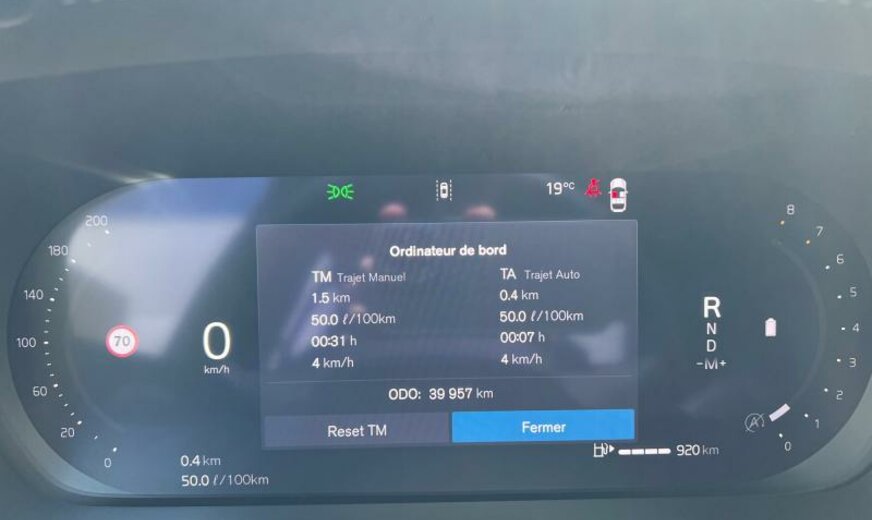 19°C
Ordinateur de bord
TM Trajet Manuel
1.5 km
50.0 ℓ/100km
00:31 h
4 km/h
TA Trajet Auto
0.4 km
50.0 ℓ/100km
00:07 h
4 km/h
ODO: 39 957 km
Reset TM
Fermer
200
180
140
100
60
20
0
70
0
km/h
0.4 km
50.0 ℓ/100km
R
N
D
-M+
8
7
6
5
4
3
2
1
0
A
920 km